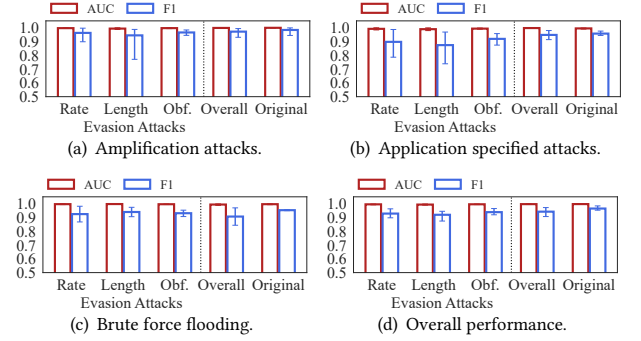 AUC F1
1.0
0.9
0.8
0.7
0.6
0.5
Rate Length Obf. Overall Original
Evasion Attacks
(a) Amplification attacks.
AUC F1
1.0
0.9
0.8
0.7
0.6
0.5
Rate Length Obf. Overall Original
Evasion Attacks
(b) Application specified attacks.
AUC F1
1.0
0.9
0.8
0.7
0.6
0.5
Rate Length Obf. Overall Original
Evasion Attacks
(c) Brute force flooding.
AUC F1
1.0
0.9
0.8
0.7
0.6
0.5
Rate Length Obf. Overall Original
Evasion Attacks
(d) Overall performance.